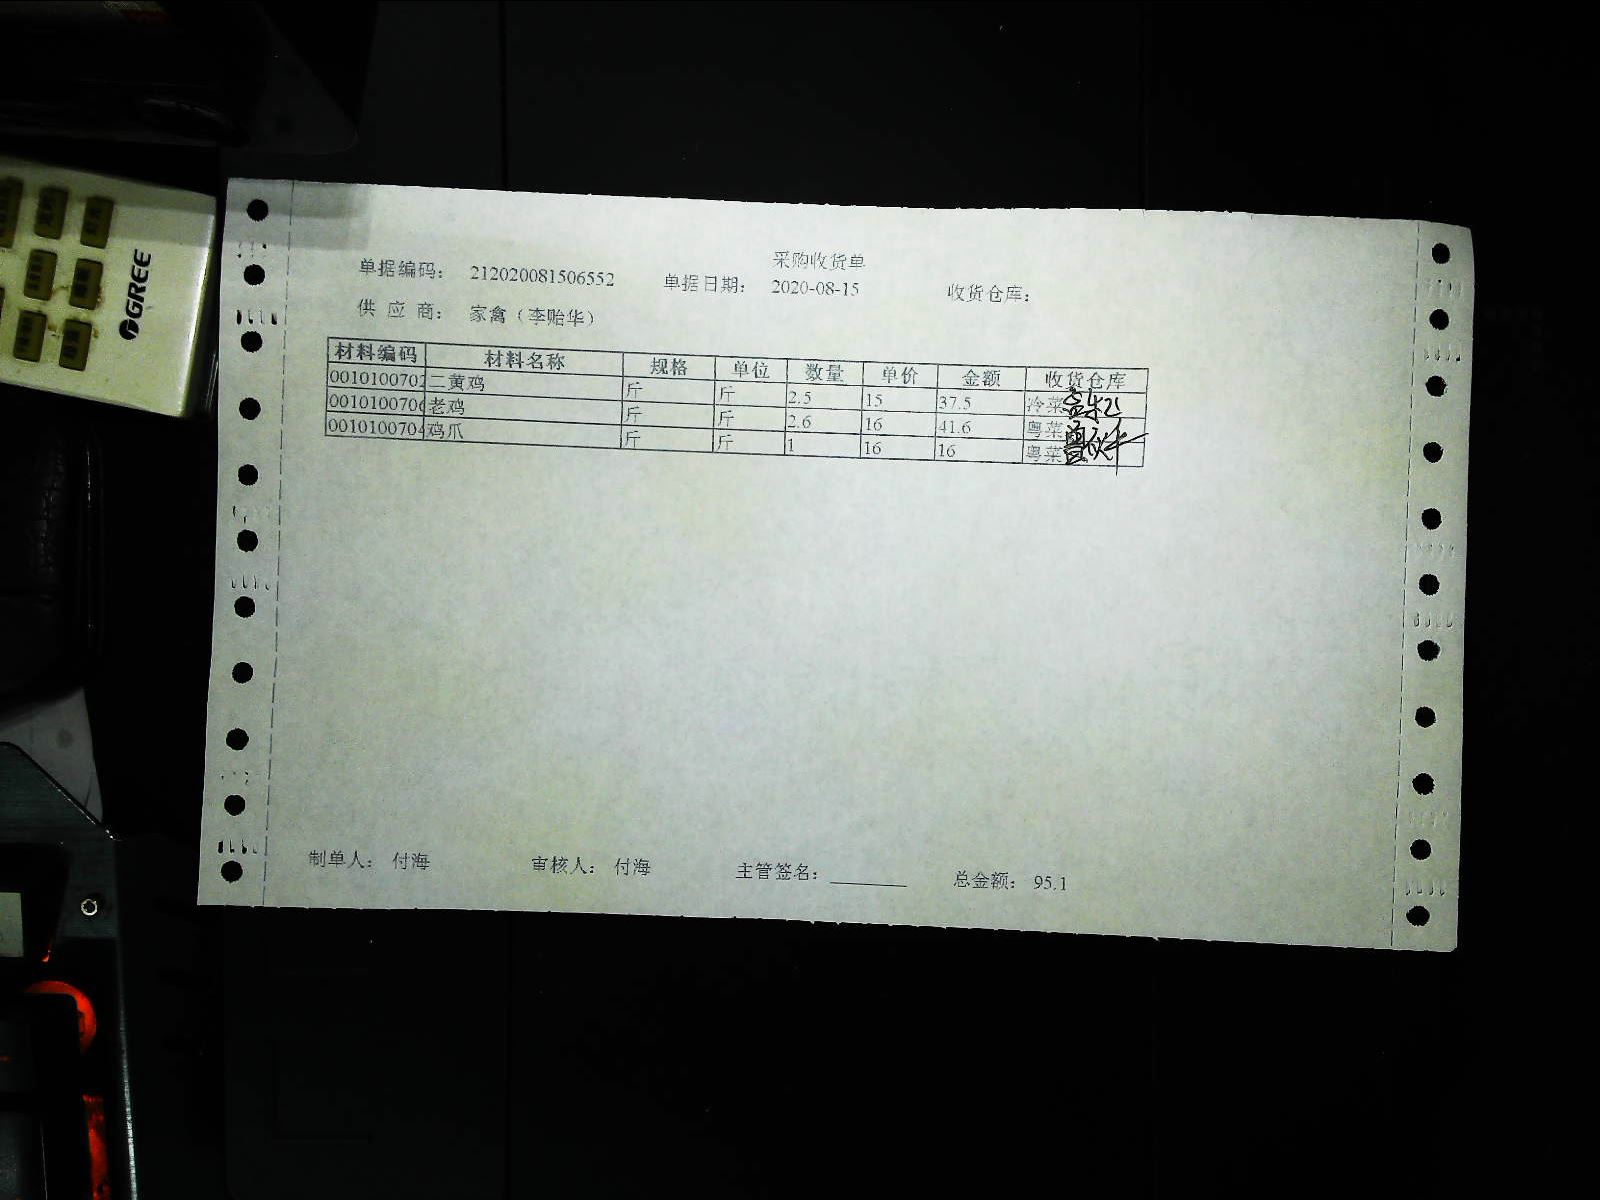 采购收货单
单据编码： 212020081506552 单据日期： 2020-08-15 收货仓库：
供 应 商： 家禽（李贻华）
材料编码 材料名称 规格 单位 数量 单价 金额 收货仓库
001010070 二黄鸡 斤 斤 2.5 15 37.5 冷菜
001010070 老鸡 斤 斤 2.6 16 41.6 粤菜
001010070 鸡爪 斤 斤 1 16 16 粤菜
制单人： 付海 审核人： 付海 主管签名： 总金额： 95.1
GREE